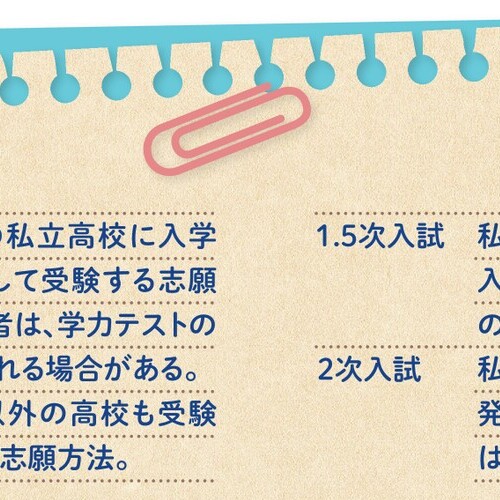 の私立高校に入学
して受験する志願
者は、学力テストの
れる場合がある。
以外の高校も受験
志願方法。
1.5次入試
私
入
の
2次入試
私
発
は